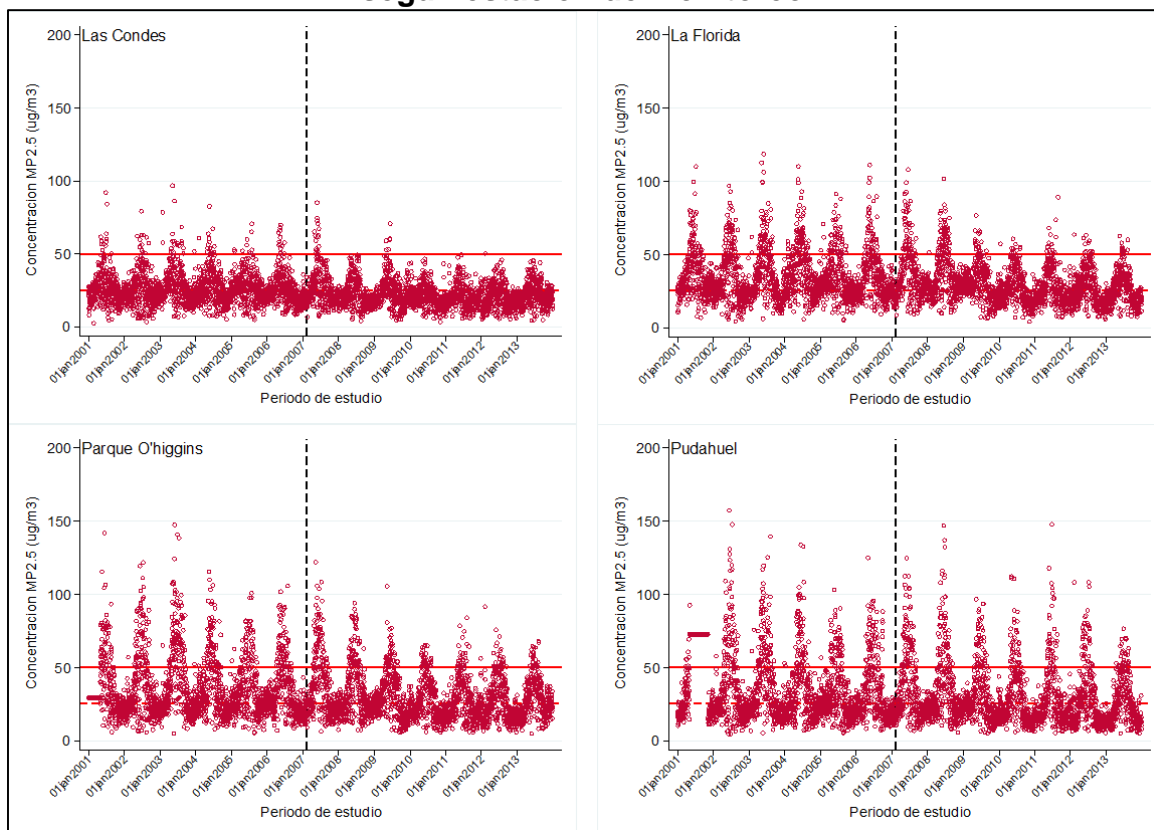 Las Condes
200
150
100
50
0
Concentracion MP2.5 (ug/m3)
01jan2001 01jan2002 01jan2003 01jan2004 01jan2005 01jan2006 01jan2007 01jan2008 01jan2009 01jan2010 01jan2011 01jan2012 01jan2013
Periodo de estudio
La Florida
200
150
100
50
0
Concentracion MP2.5 (ug/m3)
01jan2001 01jan2002 01jan2003 01jan2004 01jan2005 01jan2006 01jan2007 01jan2008 01jan2009 01jan2010 01jan2011 01jan2012 01jan2013
Periodo de estudio
Parque O'higgins
200
150
100
50
0
Concentracion MP2.5 (ug/m3)
01jan2001 01jan2002 01jan2003 01jan2004 01jan2005 01jan2006 01jan2007 01jan2008 01jan2009 01jan2010 01jan2011 01jan2012 01jan2013
Periodo de estudio
Pudahuel
200
150
100
50
0
Concentracion MP2.5 (ug/m3)
01jan2001 01jan2002 01jan2003 01jan2004 01jan2005 01jan2006 01jan2007 01jan2008 01jan2009 01jan2010 01jan2011 01jan2012 01jan2013
Periodo de estudio